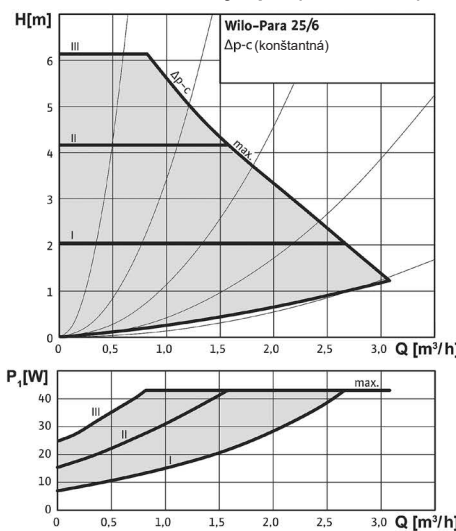 H[m]
Wilo-Para 25/6
Δp-c (konštantná)
III
6
Δp-c
5
II
max.
4
3
I
2
1
0
0 0,5 1,0 1,5 2,0 2,5 3,0 Q [m³/h]
P₁[W]
max.
40
III
30
II
20
I
10
0
0 0,5 1,0 1,5 2,0 2,5 3,0 Q [m³/h]